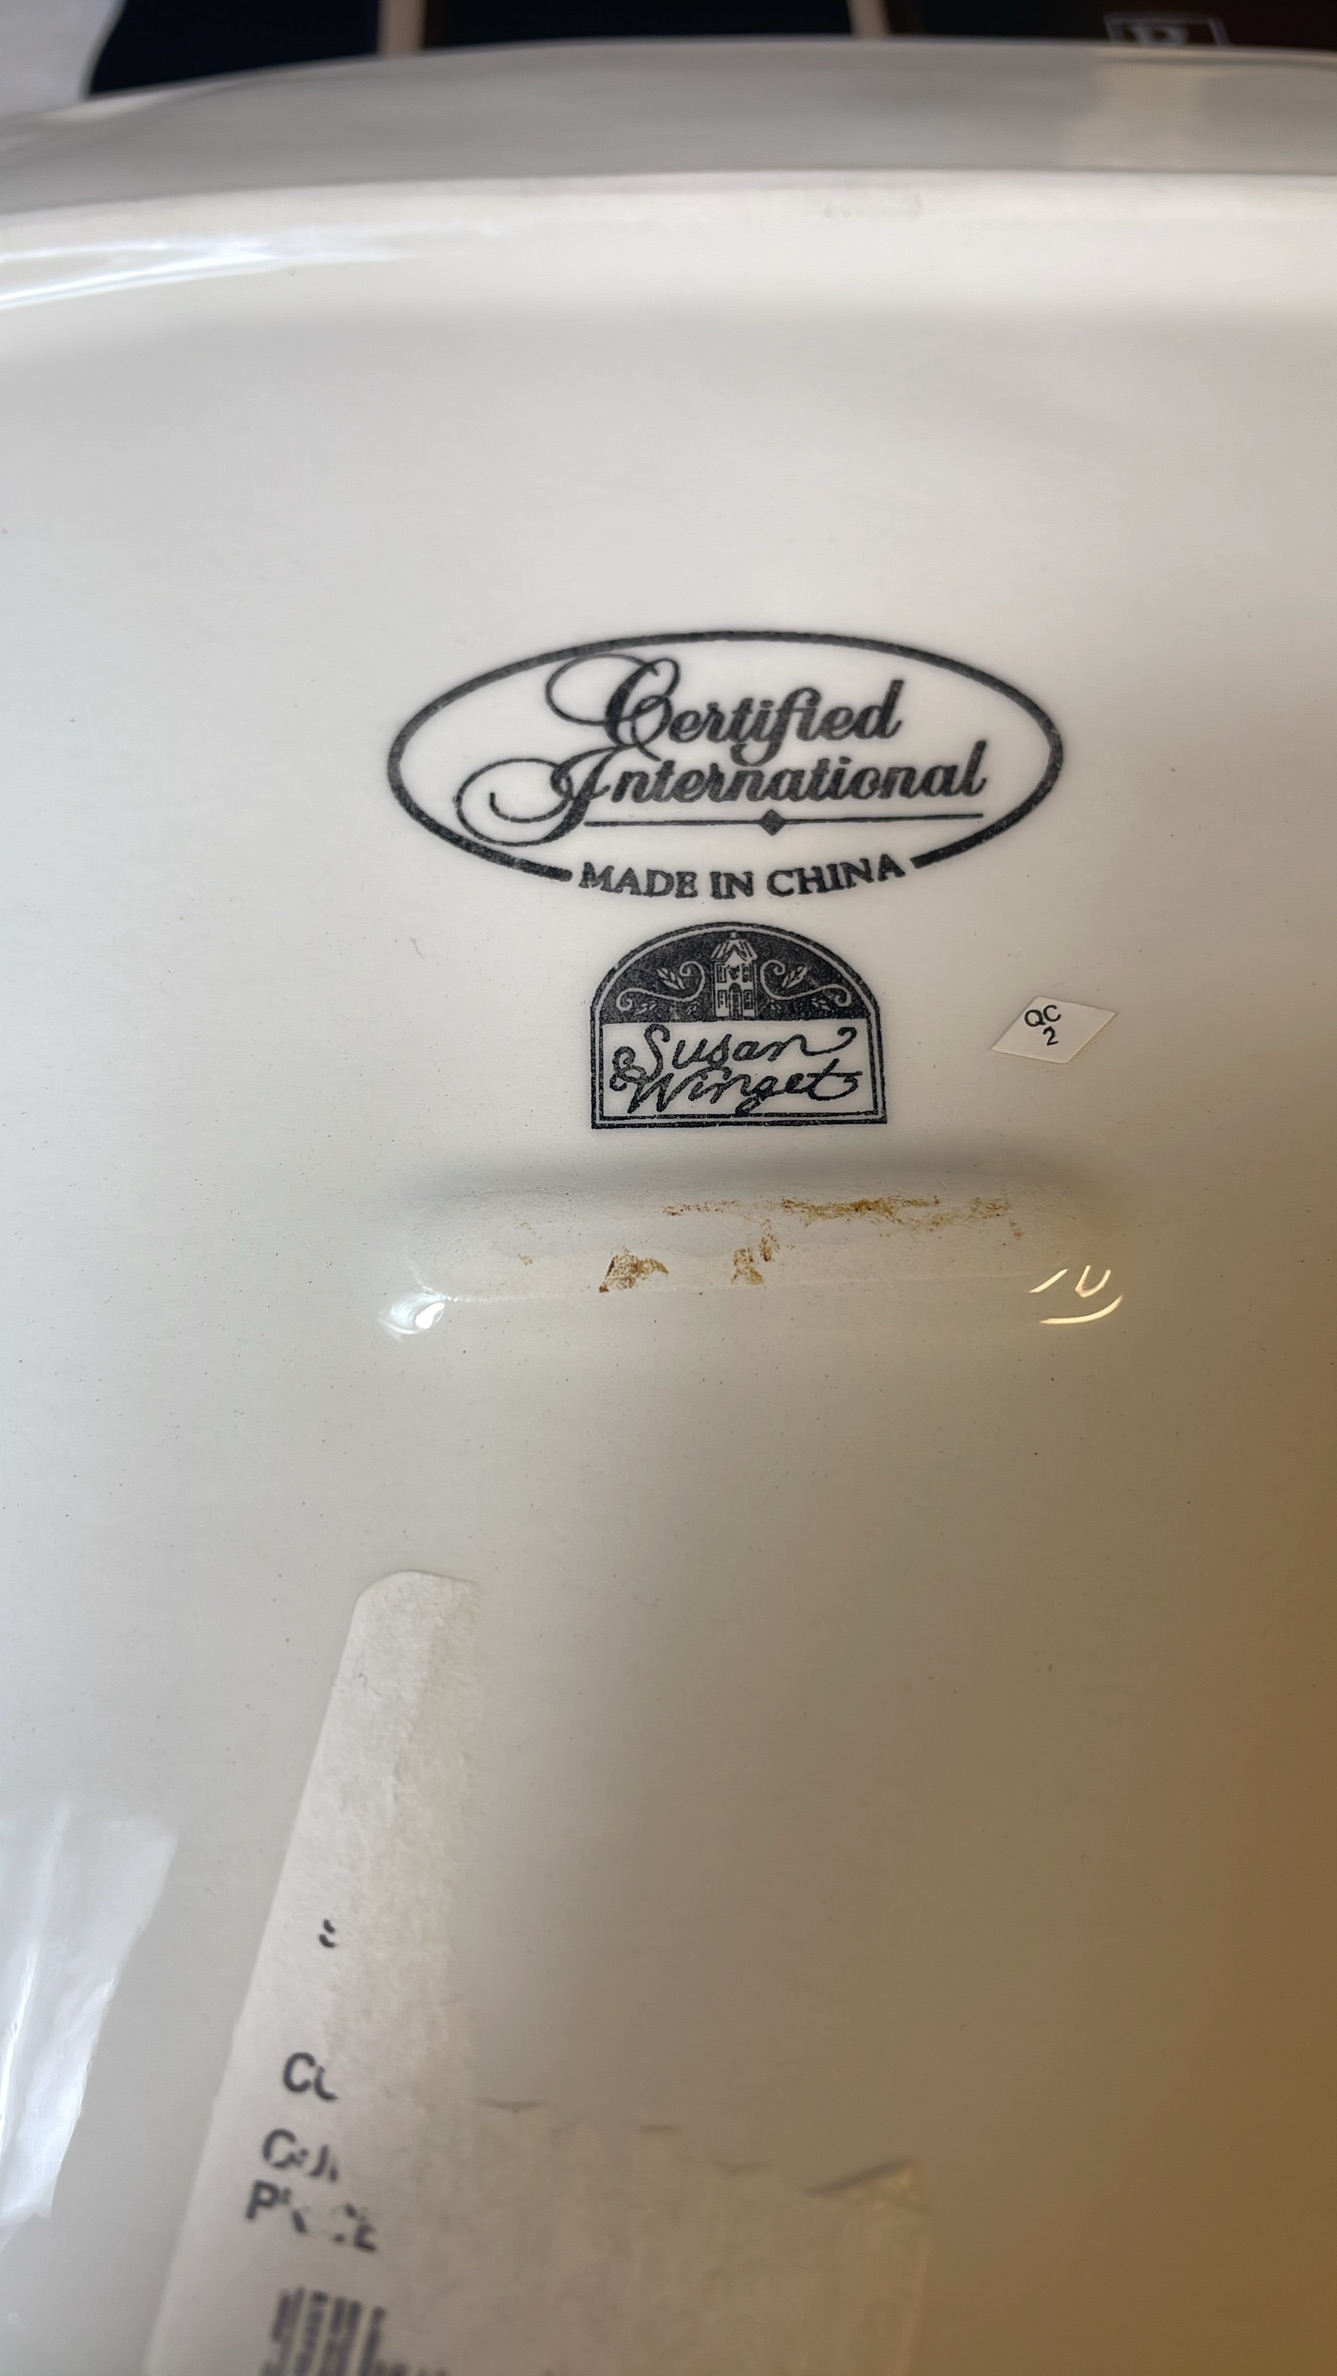 Certified
International
MADE IN CHINA
Susan
Winget
QC
2